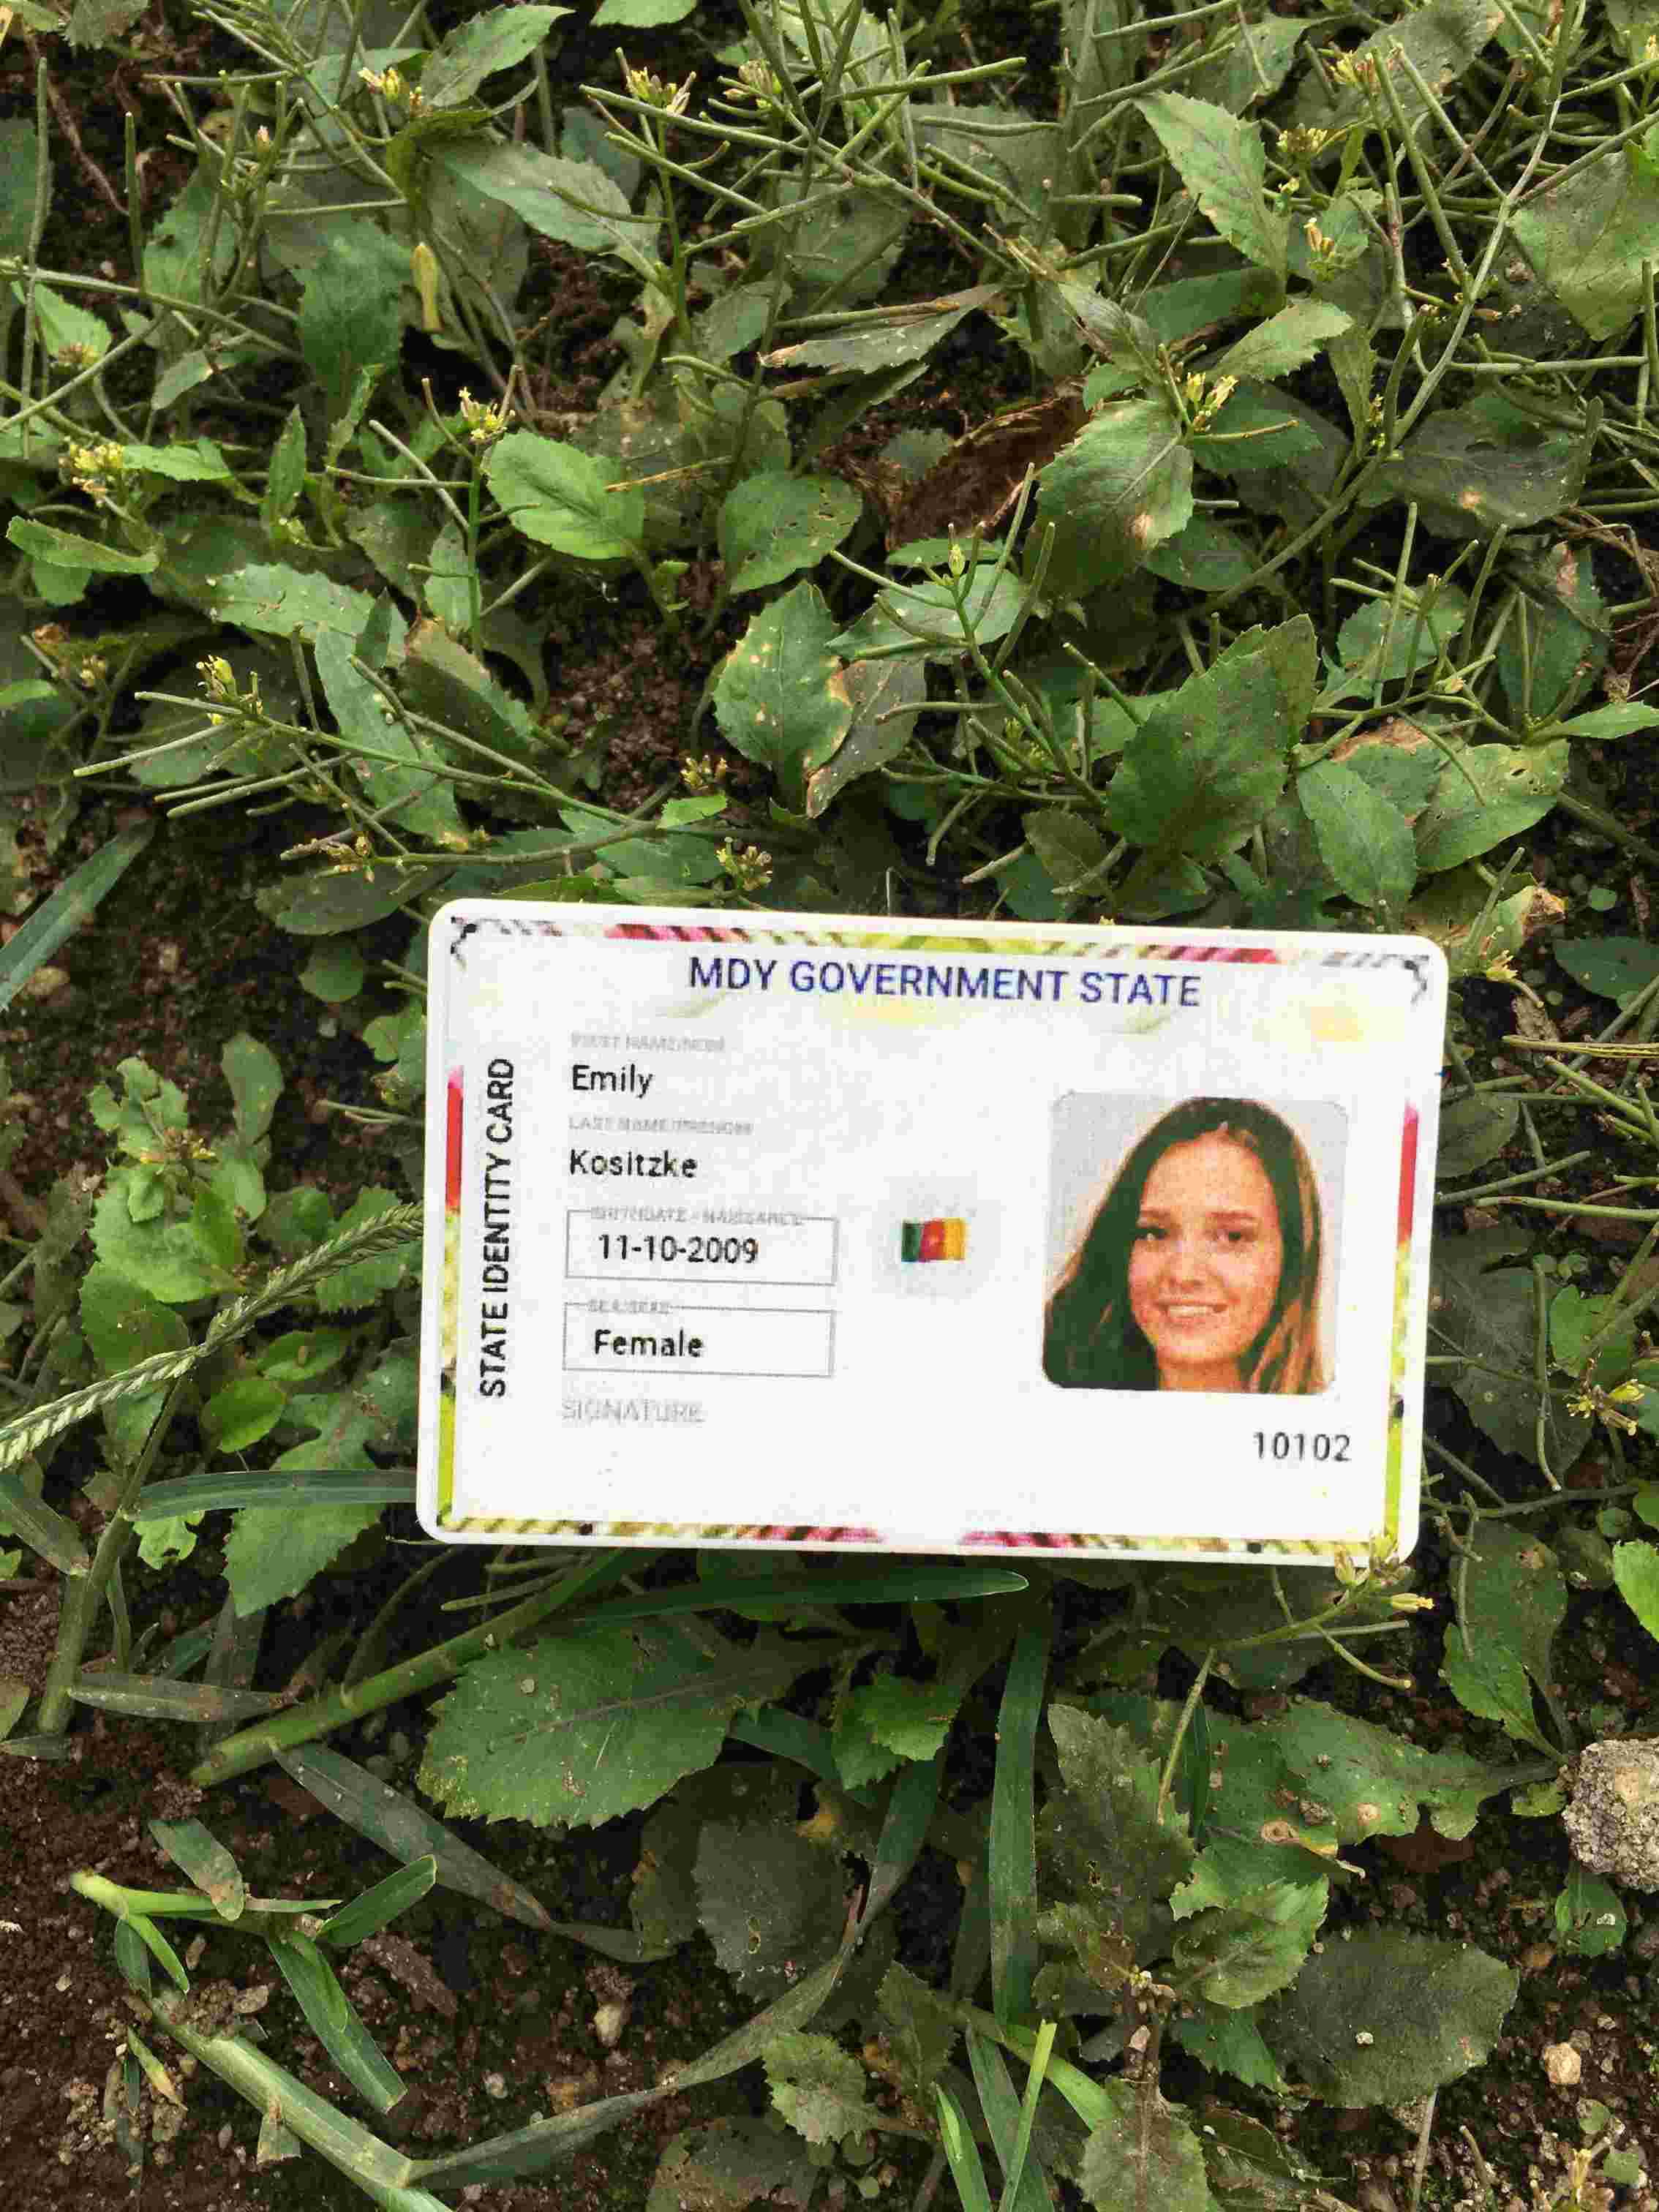 MDY GOVERNMENT STATE
STATE IDENTITY CARD
FIRST NAME/NOM
Emily
LAST NAME/PRENOM
Kositzke
BIRTHDATE - NAISSANCE
11-10-2009
SEX/SEXE
Female
SIGNATURE
10102